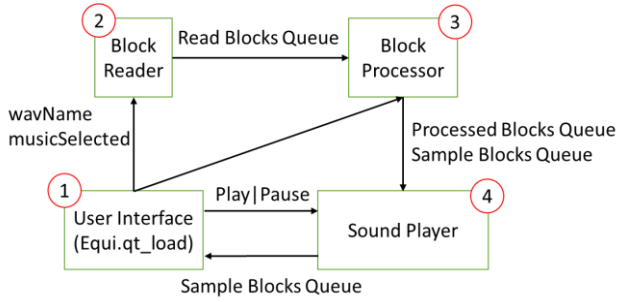 2
3
Block
Reader
Read Blocks Queue
Block
Processor
wavName
musicSelected
Processed Blocks Queue
Sample Blocks Queue
1
User Interface
(Equi.qt_load)
Play|Pause
4
Sound Player
Sample Blocks Queue